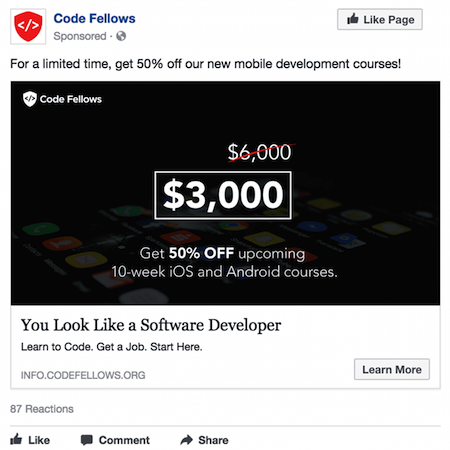 Code Fellows
Like Page
Sponsored ·
For a limited time, get 50% off our new mobile development courses!
</> Code Fellows
$6,000
$3,000
Get 50% OFF upcoming
10-week iOS and Android courses.
You Look Like a Software Developer
Learn to Code. Get a Job. Start Here.
INFO.CODEFELLOWS.ORG
Learn More
87 Reactions
Like
Comment
Share